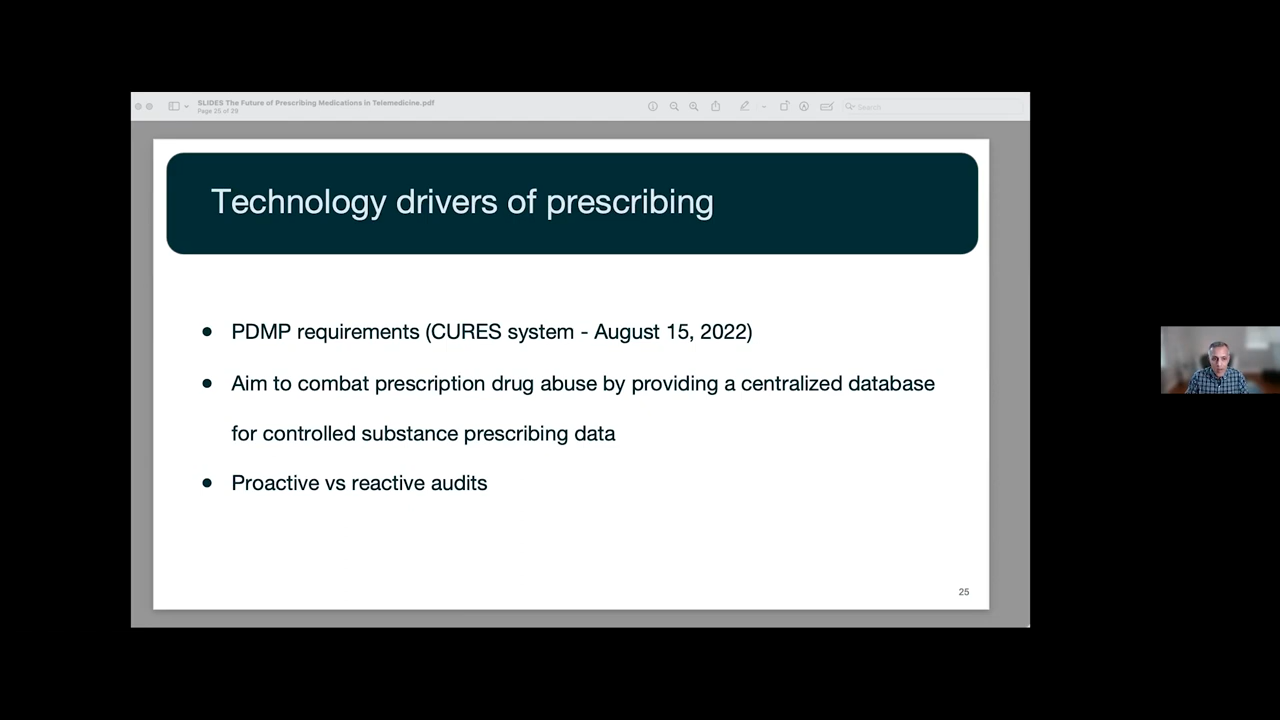 SLIDES The Future of Prescribing Medications in Telemedicine.pdf
Page 25 of 29
Search
Technology drivers of prescribing
• PDMP requirements (CURES system - August 15, 2022)
• Aim to combat prescription drug abuse by providing a centralized database
for controlled substance prescribing data
• Proactive vs reactive audits
25